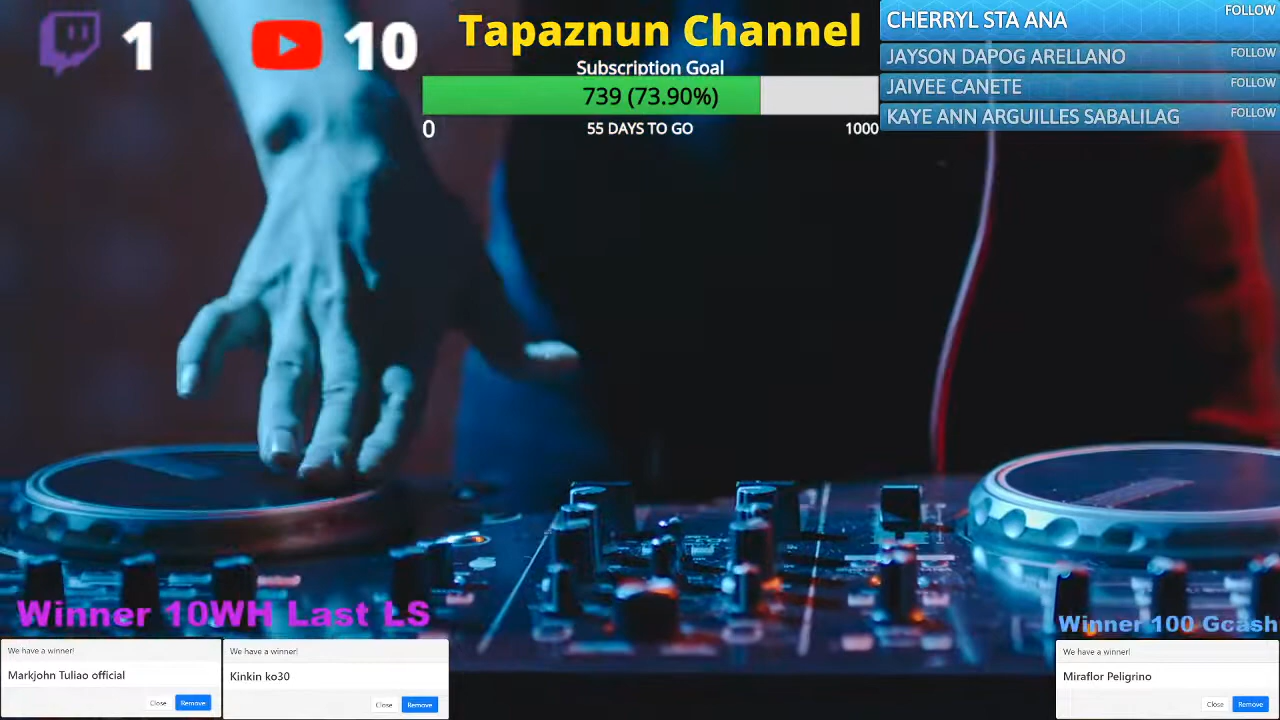 1
10
Tapaznun Channel
Subscription Goal
739 (73.90%)
0
55 DAYS TO GO
1000
CHERRYL STA ANA FOLLOW
JAYSON DAPOG ARELLANO FOLLOW
JAIVEE CANETE FOLLOW
KAYE ANN ARGUILLES SABALILAG FOLLOW
Winner 10WH Last LS
We have a winner!
Markjohn Tuliao official
Close Remove
We have a winner!
Kinkin ko30
Close Remove
Winner 100 Gcash
We have a winner!
Miraflor Peligrino
Close Remove